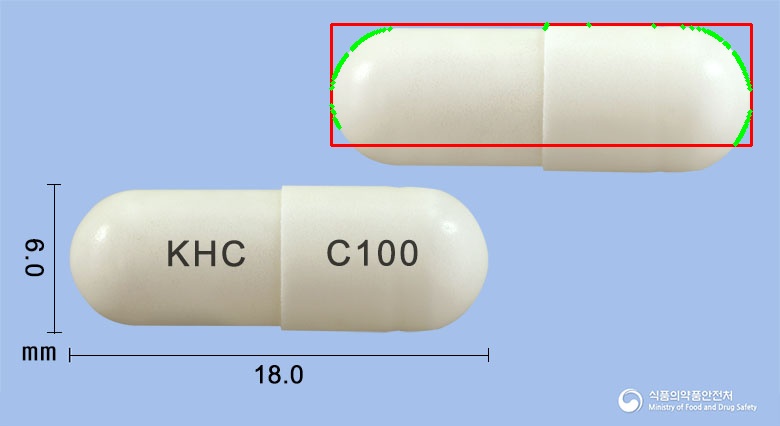 KHC C100
6.0
mm
18.0
식품의약품안전처
Ministry of Food and Drug Safety